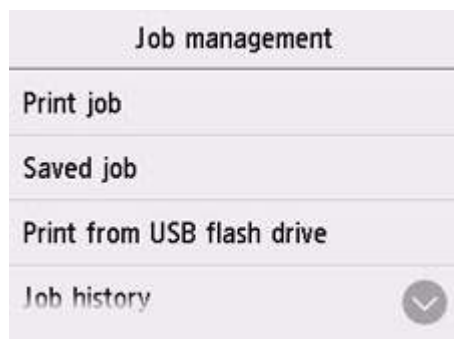 Job management
Print job
Saved job
Print from USB flash drive
Job history